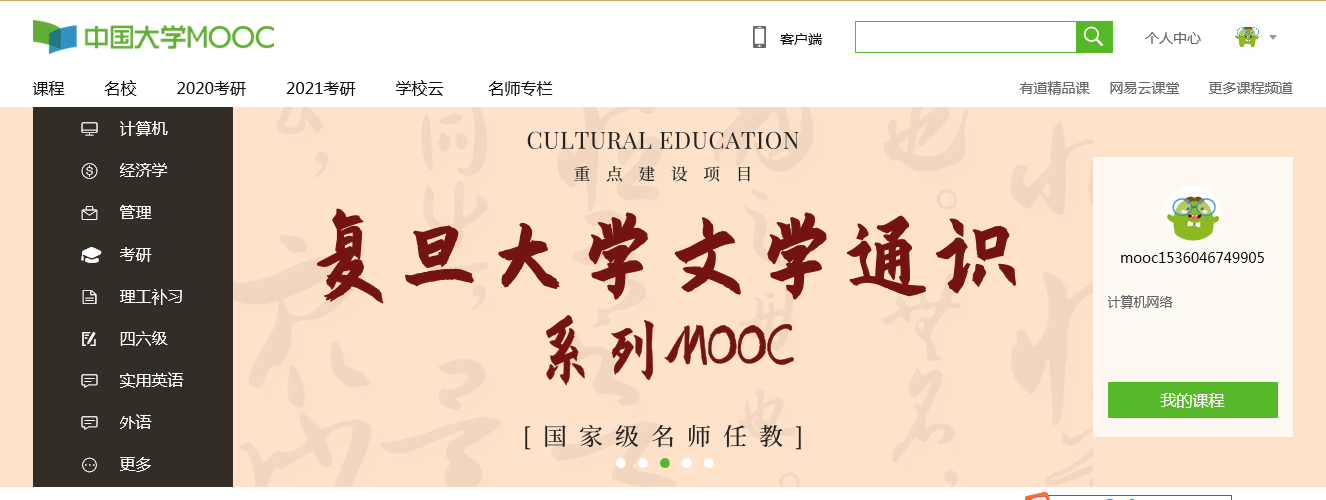 中国大学MOOC
客户端
个人中心
课程 名校 2020考研 2021考研 学校云 名师专栏
有道精品课 网易云课堂 更多课程频道
计算机
经济学
管理
考研
理工补习
四六级
实用英语
外语
更多
CULTURAL EDUCATION
重点建设项目
复旦大学文学通识
系列MOOC
[国家级名师任教]
mooc1536046749905
计算机网络
我的课程